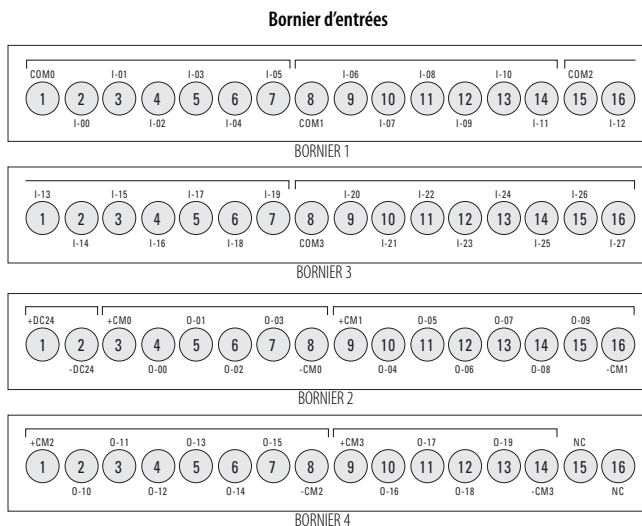 Bornier d'entrées
COM0 I-01 I-03 I-05 I-06 I-08 I-10 COM2
1 2 3 4 5 6 7 8 9 10 11 12 13 14 15 16
I-00 I-02 I-04 COM1 I-07 I-09 I-11 I-12
BORNIER 1
I-13 I-15 I-17 I-19 I-20 I-22 I-24 I-26
1 2 3 4 5 6 7 8 9 10 11 12 13 14 15 16
I-14 I-16 I-18 COM3 I-21 I-23 I-25 I-27
BORNIER 3
+DC24 +CM0 O-01 O-03 +CM1 O-05 O-07 O-09
1 2 3 4 5 6 7 8 9 10 11 12 13 14 15 16
-DC24 O-00 O-02 -CM0 O-04 O-06 O-08 -CM1
BORNIER 2
+CM2 O-11 O-13 O-15 +CM3 O-17 O-19 NC
1 2 3 4 5 6 7 8 9 10 11 12 13 14 15 16
O-10 O-12 O-14 -CM2 O-16 O-18 -CM3 NC
BORNIER 4